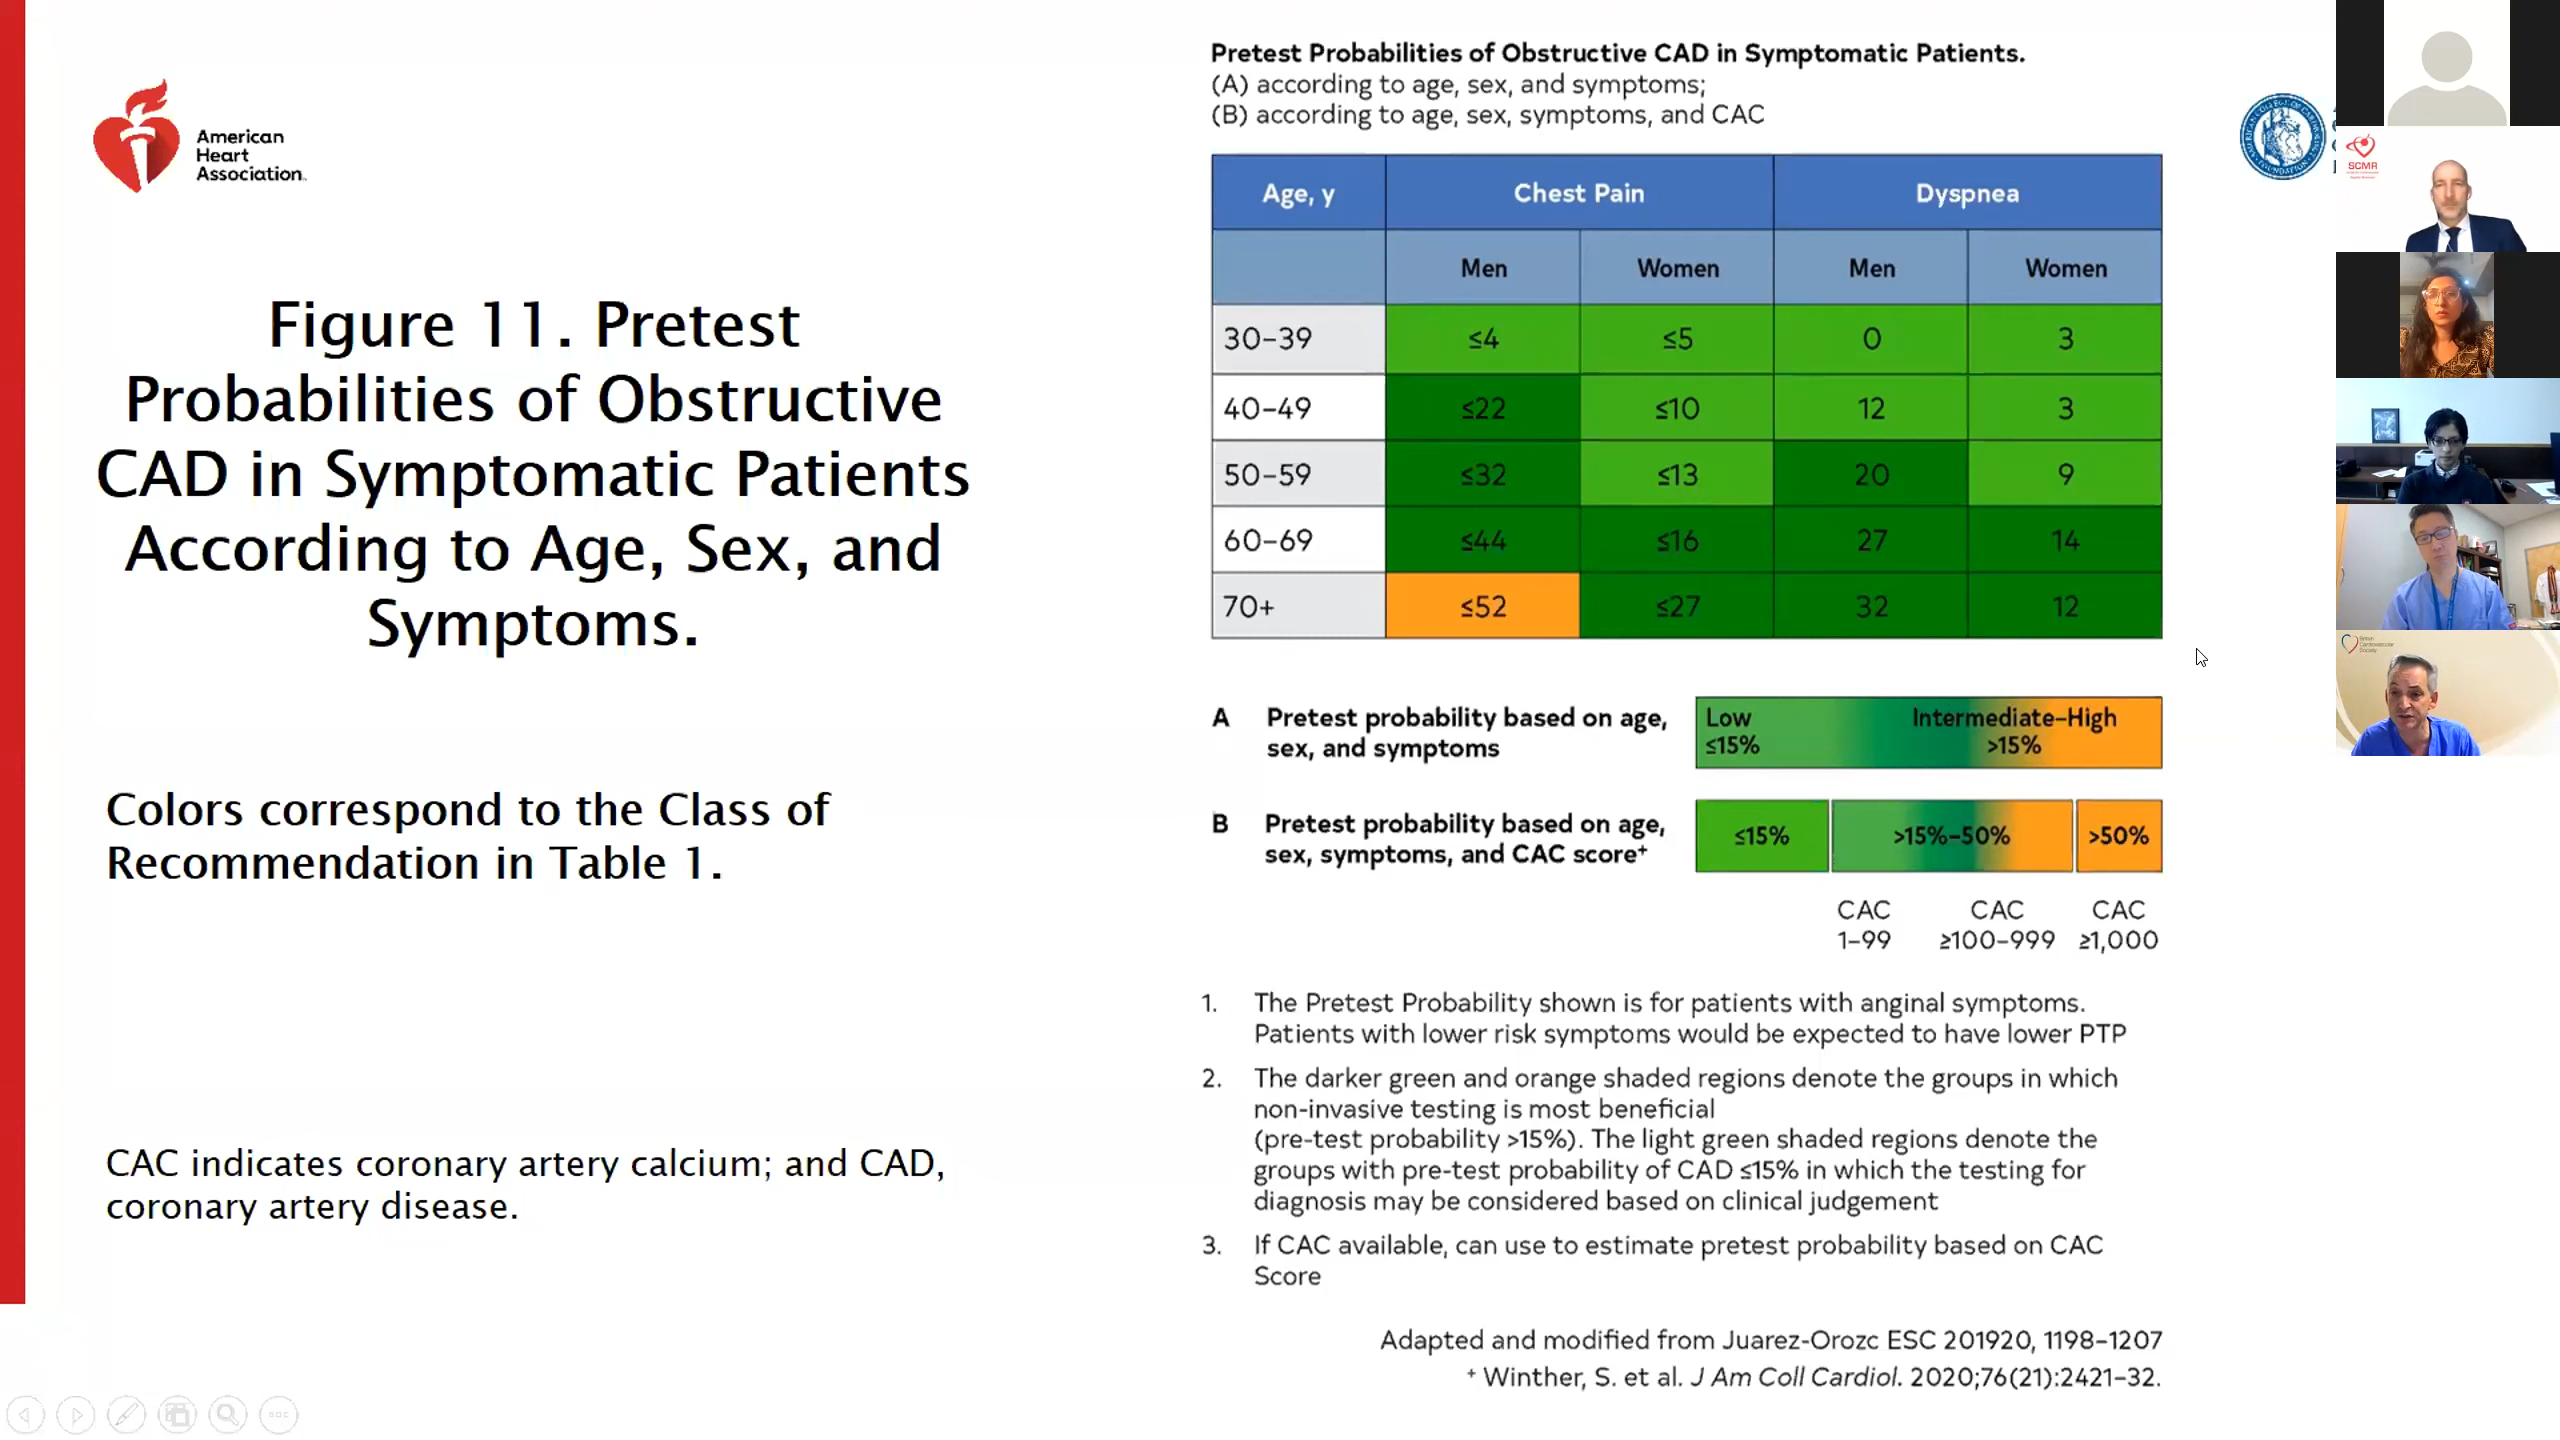 American
Heart
Association.
Figure 11. Pretest
Probabilities of Obstructive
CAD in Symptomatic Patients
According to Age, Sex, and
Symptoms.
Colors correspond to the Class of
Recommendation in Table 1.
CAC indicates coronary artery calcium; and CAD,
coronary artery disease.
Pretest Probabilities of Obstructive CAD in Symptomatic Patients.
(A) according to age, sex, and symptoms;
(B) according to age, sex, symptoms, and CAC
Age, y Chest Pain Dyspnea
Men Women Men Women
30–39 ≤4 ≤5 0 3
40–49 ≤22 ≤10 12 3
50–59 ≤32 ≤13 20 9
60–69 ≤44 ≤16 27 14
70+ ≤52 ≤27 32 12
A Pretest probability based on age,
sex, and symptoms
Low
≤15%
Intermediate–High
>15%
B Pretest probability based on age,
sex, symptoms, and CAC score+
≤15% >15%–50% >50%
CAC CAC CAC
1–99 ≥100–999 ≥1,000
1. The Pretest Probability shown is for patients with anginal symptoms.
Patients with lower risk symptoms would be expected to have lower PTP
2. The darker green and orange shaded regions denote the groups in which
non-invasive testing is most beneficial
(pre-test probability >15%). The light green shaded regions denote the
groups with pre-test probability of CAD ≤15% in which the testing for
diagnosis may be considered based on clinical judgement
3. If CAC available, can use to estimate pretest probability based on CAC
Score
Adapted and modified from Juarez-Orozc ESC 201920, 1198–1207
+ Winther, S. et al. J Am Coll Cardiol. 2020;76(21):2421–32.
SCMR
British
Cardiovascular
Society